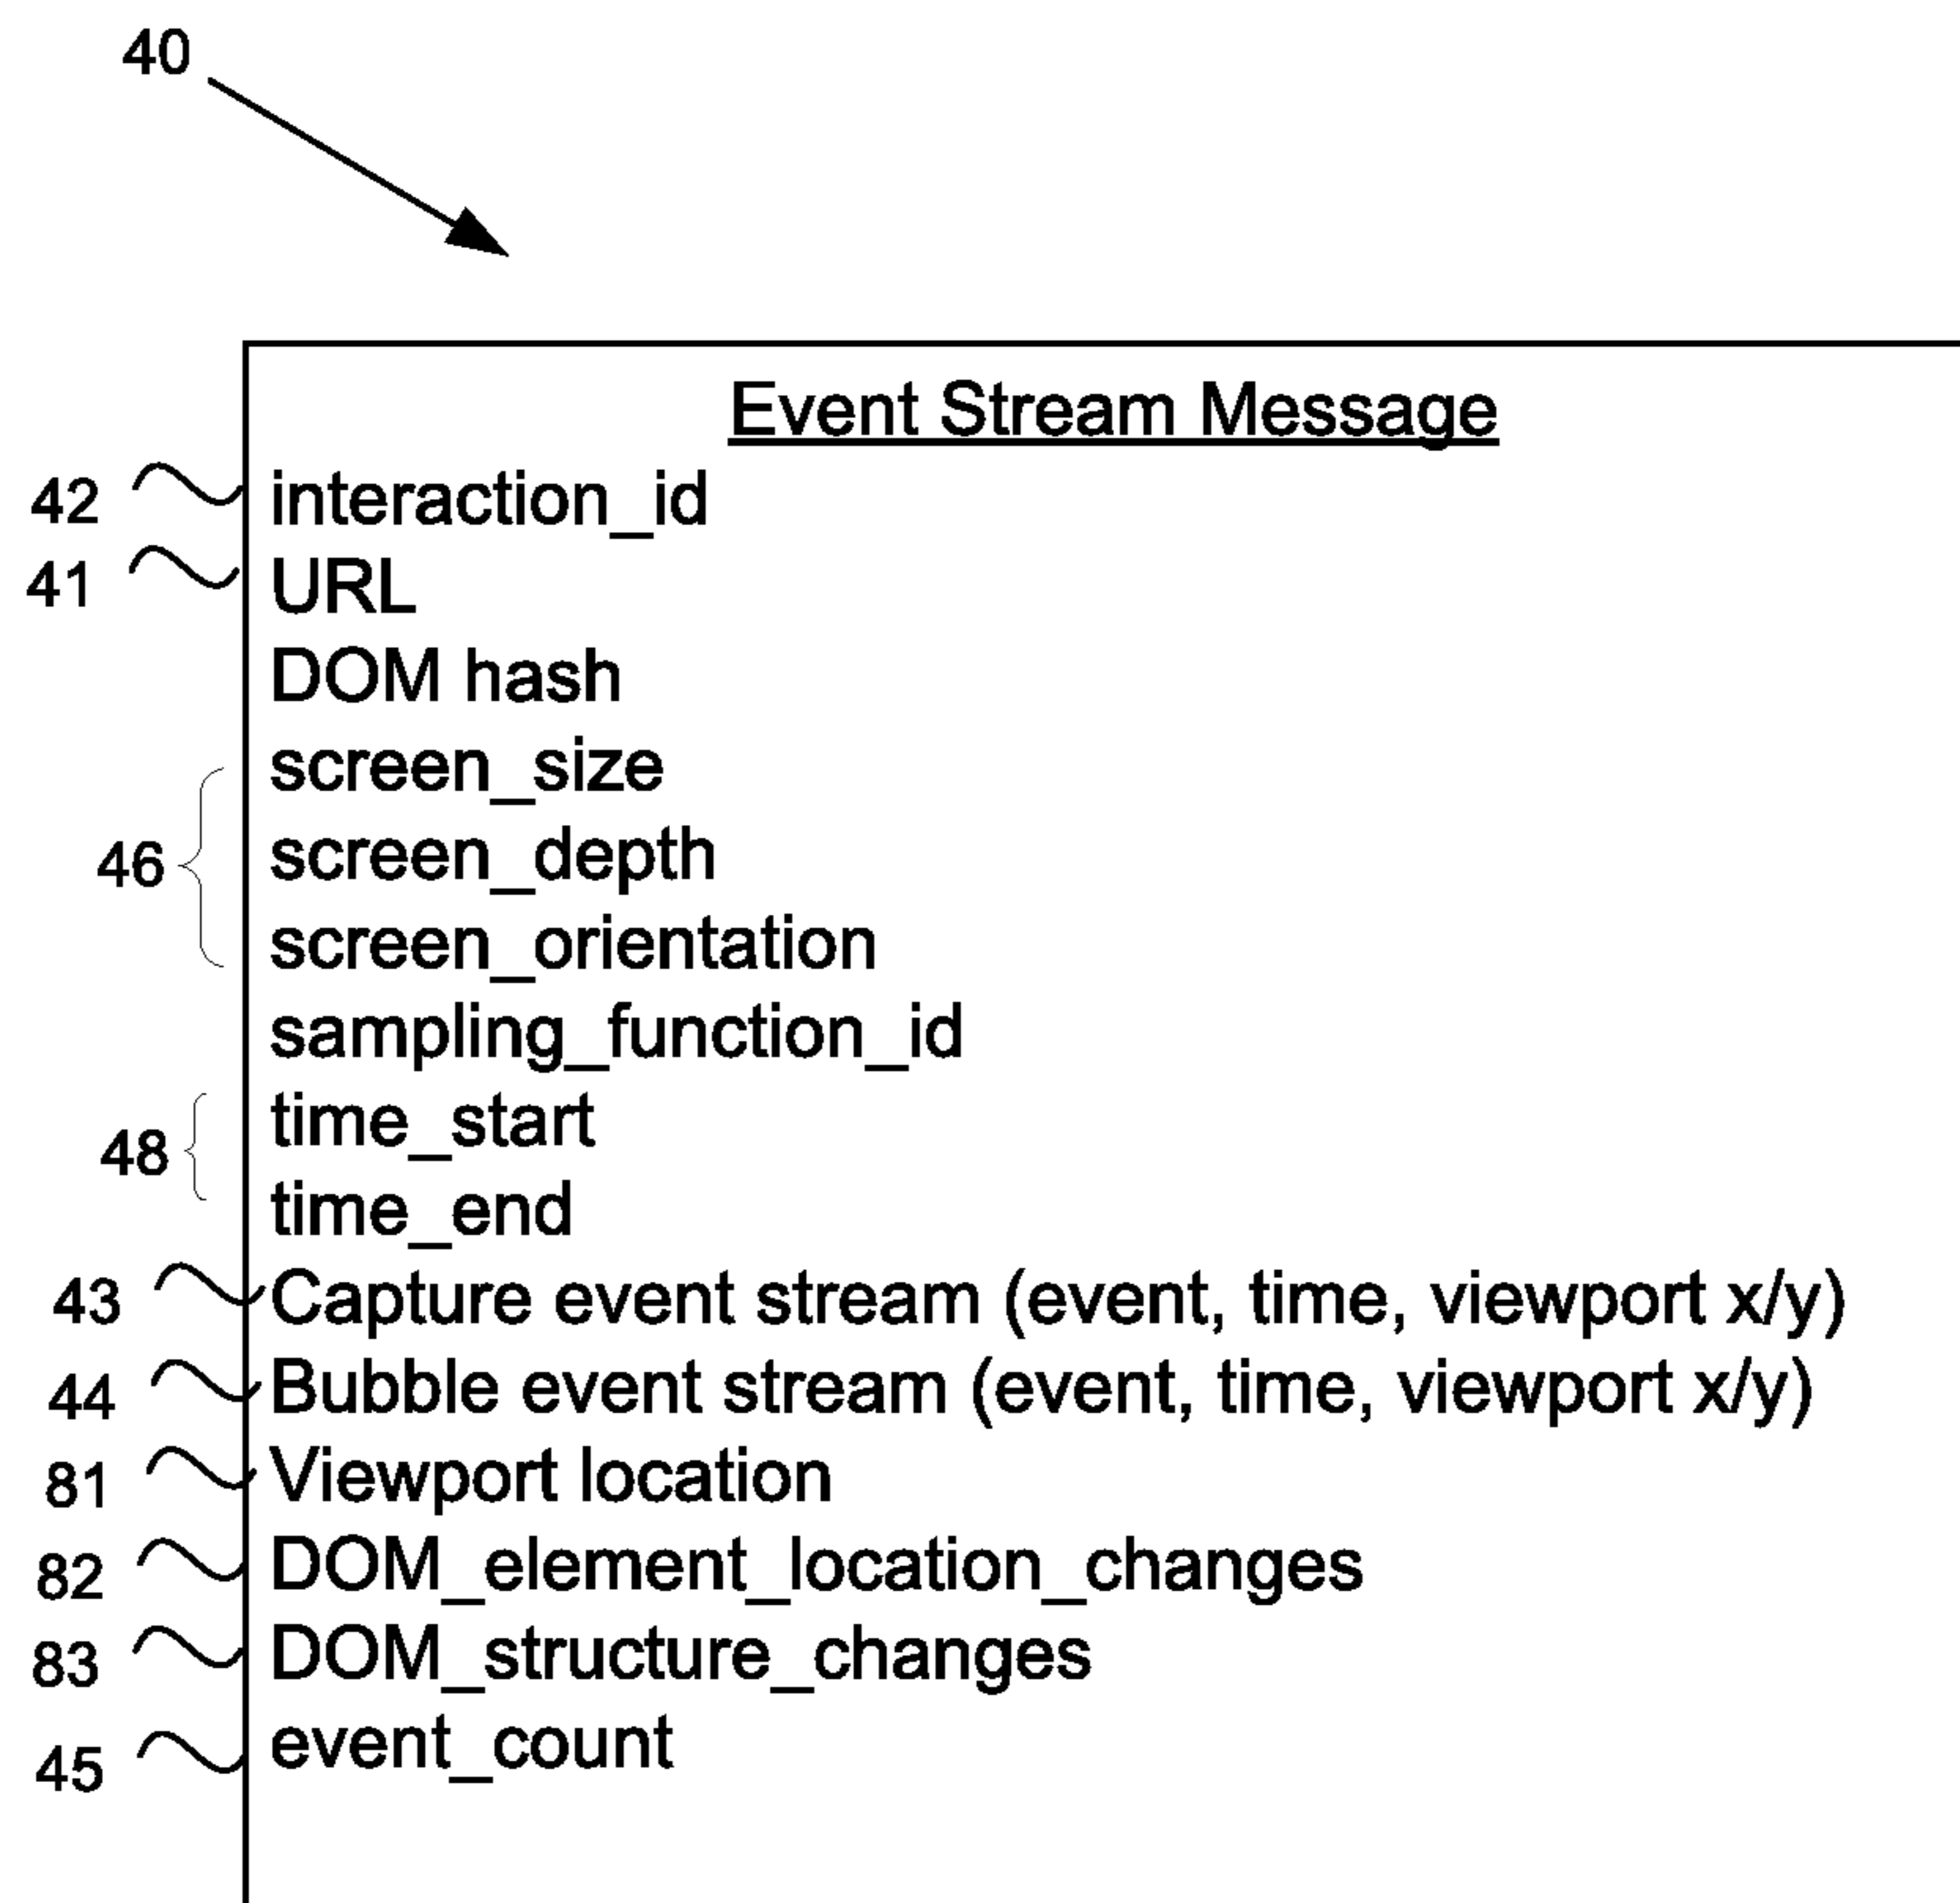 40
Event Stream Message
42 interaction_id
41 URL
DOM hash
screen_size
46 screen_depth
screen_orientation
sampling_function_id
48 time_start
time_end
43 Capture event stream (event, time, viewport x/y)
44 Bubble event stream (event, time, viewport x/y)
81 Viewport location
82 DOM_element_location_changes
83 DOM_structure_changes
45 event_count